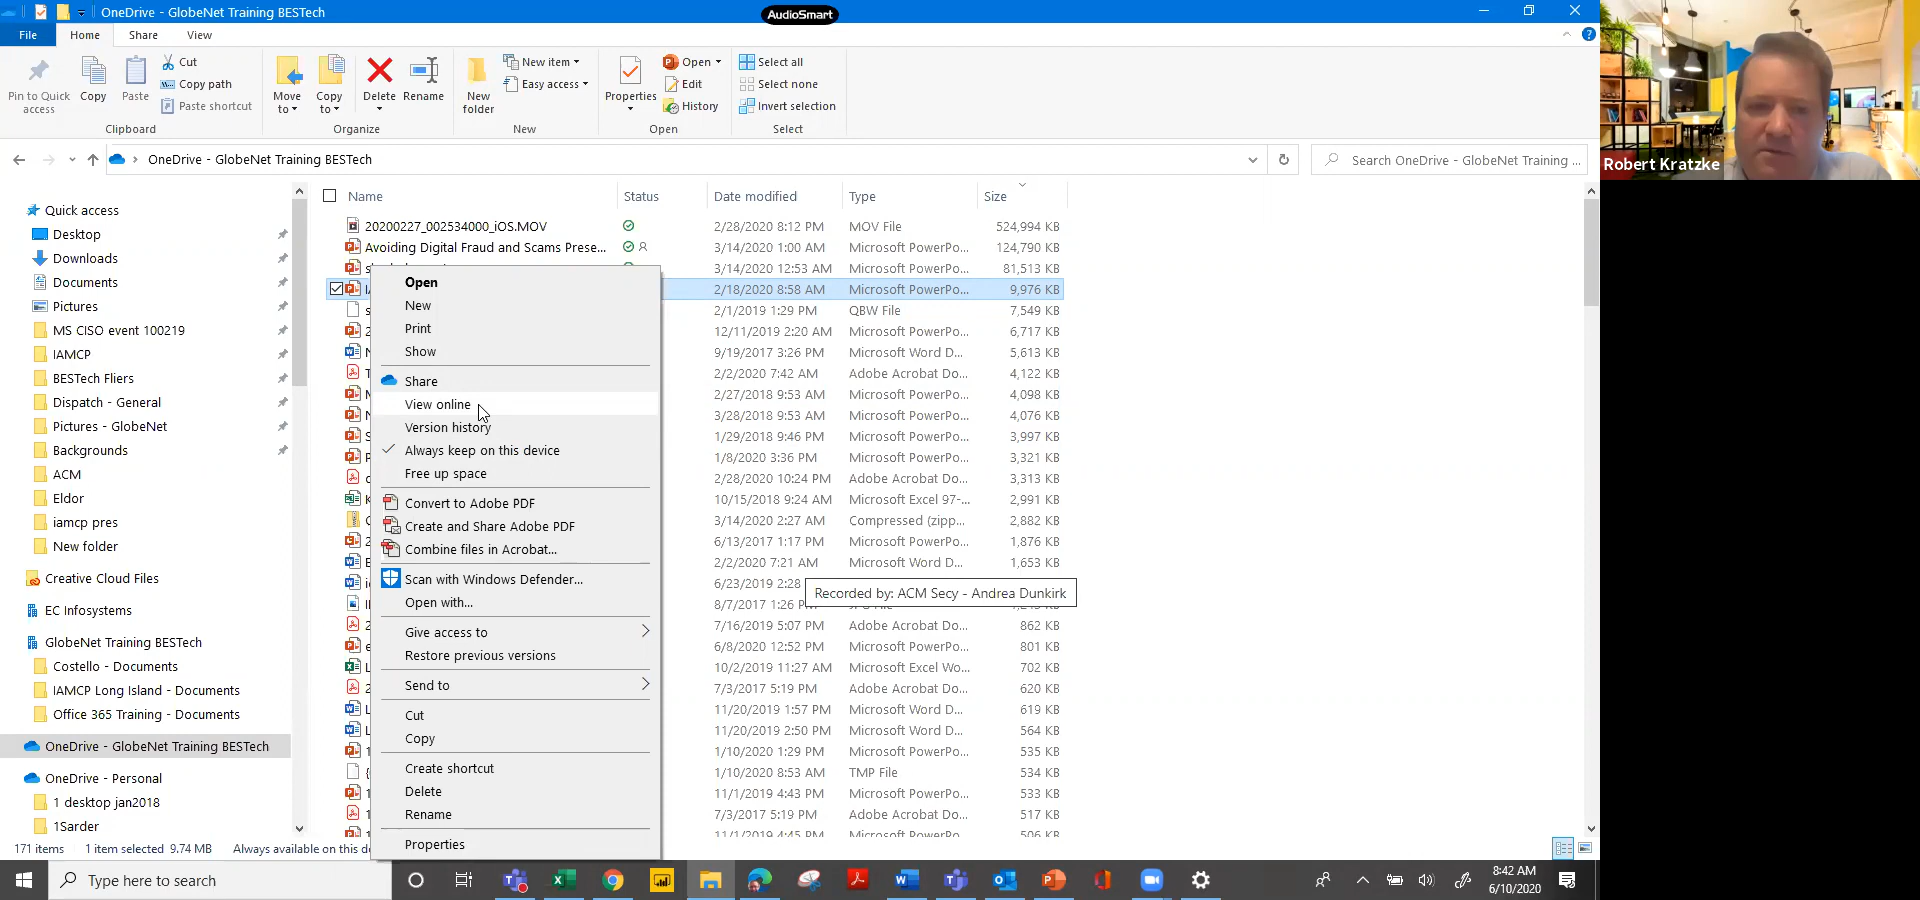 OneDrive - GlobeNet Training BESTech
AudioSmart
File Home Share View
Pin to Quick access
Copy
Paste
Cut
Copy path
Paste shortcut
Clipboard
Move to
Copy to
Delete
Rename
Organize
New folder
New item
Easy access
New
Properties
Open
Edit
History
Open
Select all
Select none
Invert selection
Select
Robert Kratzke
OneDrive - GlobeNet Training BESTech
Search OneDrive - GlobeNet Training ...
Quick access
Desktop
Downloads
Documents
Pictures
MS CISO event 100219
IAMCP
BESTech Fliers
Dispatch - General
Pictures - GlobeNet
Backgrounds
ACM
Eldor
iamcp pres
New folder
Creative Cloud Files
EC Infosystems
GlobeNet Training BESTech
Costello - Documents
IAMCP Long Island - Documents
Office 365 Training - Documents
OneDrive - GlobeNet Training BESTech
OneDrive - Personal
1 desktop jan2018
1Sarder
Name Status Date modified Type Size
20200227_002534000_iOS.MOV 2/28/2020 8:12 PM MOV File 524,994 KB
Avoiding Digital Fraud and Scams Prese... 3/14/2020 1:00 AM Microsoft PowerPo... 124,790 KB
3/14/2020 12:53 AM Microsoft PowerPo... 81,513 KB
2/18/2020 8:58 AM Microsoft PowerPo... 9,976 KB
2/1/2019 1:29 PM QBW File 7,549 KB
12/11/2019 2:20 AM Microsoft PowerPo... 6,717 KB
9/19/2017 3:26 PM Microsoft Word D... 5,613 KB
2/2/2020 7:42 AM Adobe Acrobat Do... 4,122 KB
2/27/2018 9:53 AM Microsoft PowerPo... 4,098 KB
3/28/2018 9:53 AM Microsoft PowerPo... 4,076 KB
1/29/2018 9:46 PM Microsoft PowerPo... 3,997 KB
1/8/2020 3:36 PM Microsoft PowerPo... 3,321 KB
2/28/2020 10:24 PM Adobe Acrobat Do... 3,313 KB
10/15/2018 9:24 AM Microsoft Excel 97-... 2,991 KB
3/14/2020 2:27 AM Compressed (zipp... 2,882 KB
6/13/2017 1:17 PM Microsoft PowerPo... 1,876 KB
2/2/2020 7:21 AM Microsoft Word D... 1,653 KB
6/23/2019 2:28
8/7/2017 1:26
7/16/2019 5:07 PM Adobe Acrobat Do... 862 KB
6/8/2020 12:52 PM Microsoft PowerPo... 801 KB
10/2/2019 11:27 AM Microsoft Excel Wo... 702 KB
7/3/2017 5:19 PM Adobe Acrobat Do... 620 KB
11/20/2019 1:57 PM Microsoft Word D... 619 KB
11/20/2019 2:50 PM Microsoft Word D... 564 KB
1/10/2020 1:29 PM Microsoft PowerPo... 535 KB
1/10/2020 8:53 AM TMP File 534 KB
11/1/2019 4:43 PM Microsoft PowerPo... 533 KB
7/3/2017 5:19 PM Adobe Acrobat Do... 517 KB
11/1/2019 4:45 PM Microsoft PowerPo... 506 KB
Open
New
Print
Show
Share
View online
Version history
Always keep on this device
Free up space
Convert to Adobe PDF
Create and Share Adobe PDF
Combine files in Acrobat...
Scan with Windows Defender...
Open with...
Give access to
Restore previous versions
Send to
Cut
Copy
Create shortcut
Delete
Rename
Properties
Recorded by: ACM Secy - Andrea Dunkirk
171 items 1 item selected 9.74 MB Always available on this
Type here to search
8:42 AM
6/10/2020